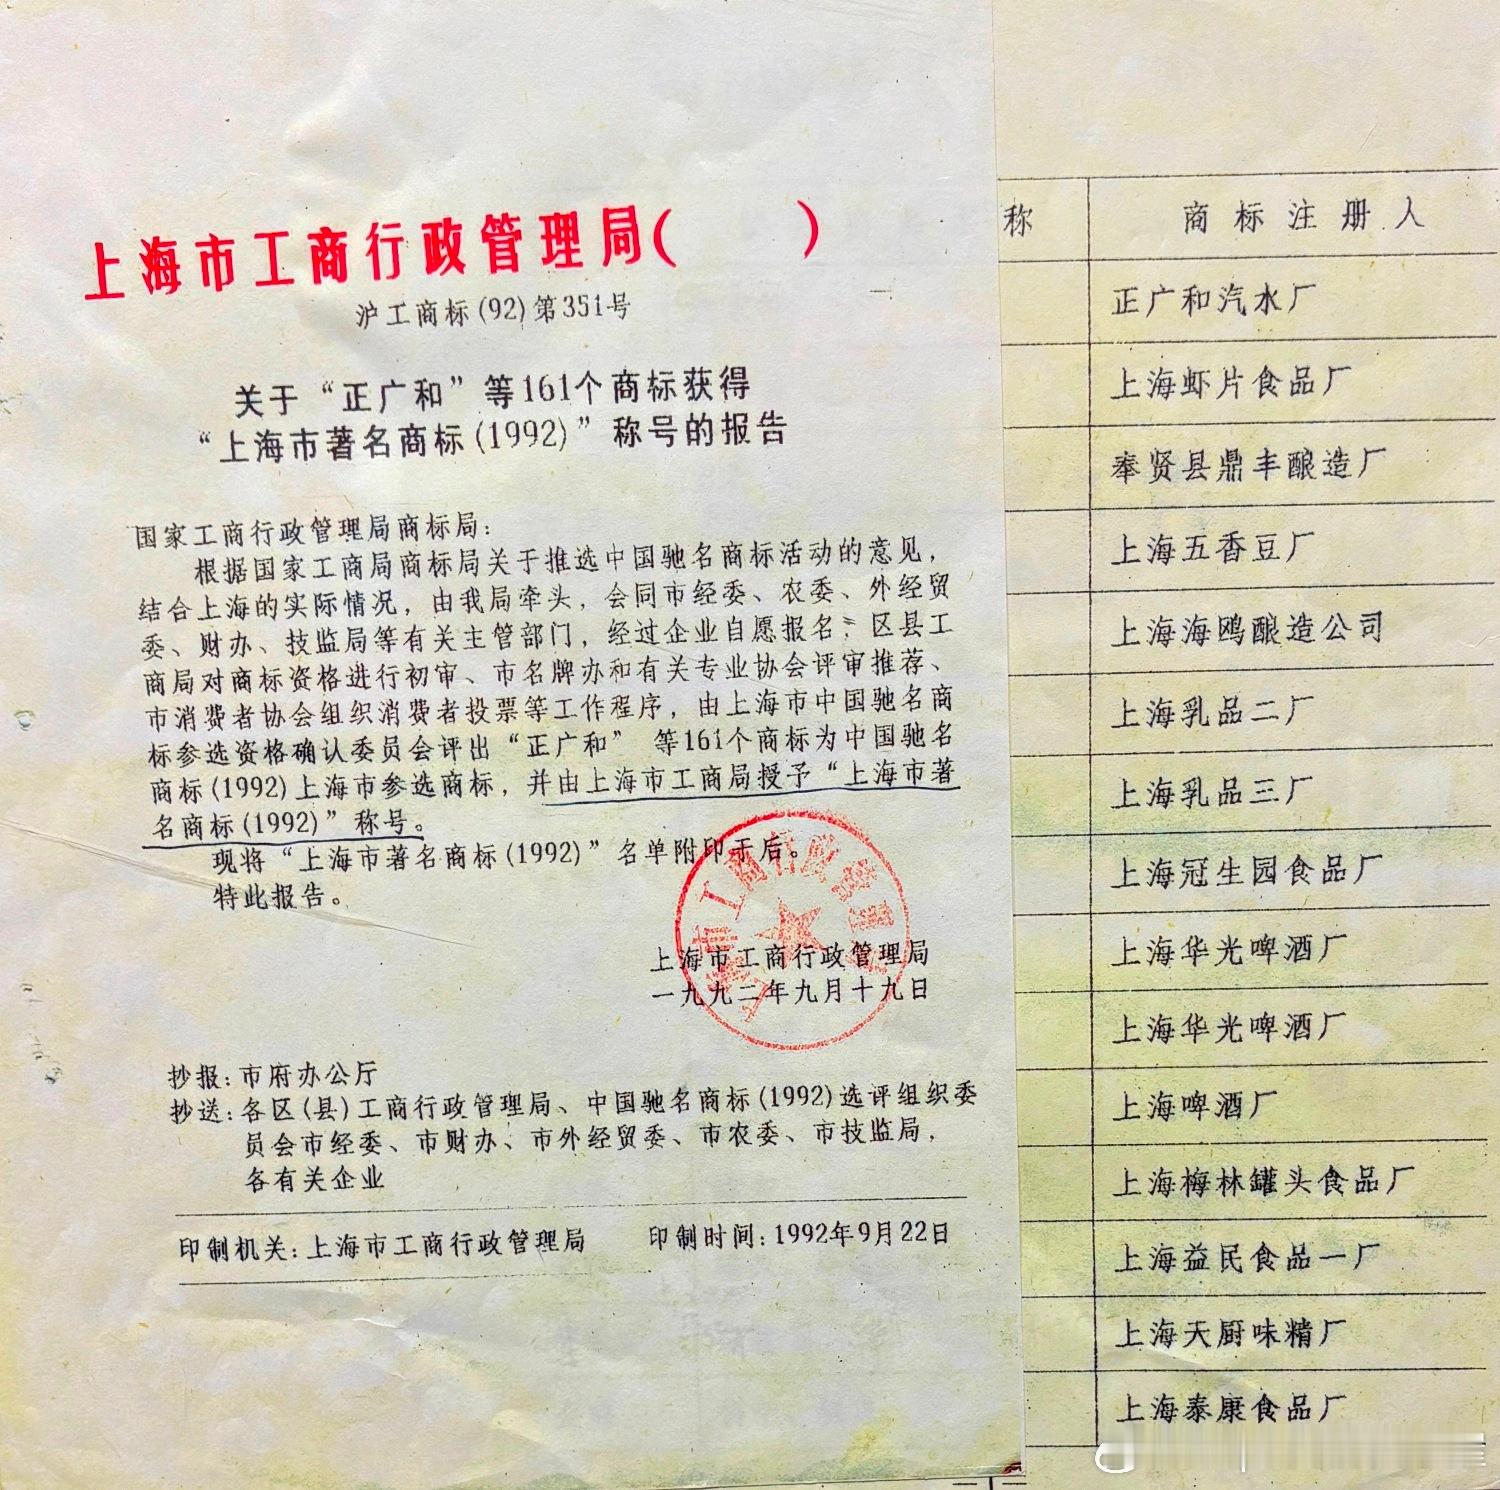 上海市工商行政管理局(    )
沪工商标(92)第351号
关于“正广和”等161个商标获得
“上海市著名商标(1992)”称号的报告
国家工商行政管理局商标局:
根据国家工商局商标局关于推选中国驰名商标活动的意见,
结合上海的实际情况,由我局牵头,会同市经委、农委、外经贸
委、财办、技监局等有关主管部门,经过企业自愿报名,区县工
商局对商标资格进行初审、市名牌办和有关专业协会评审推荐、
市消费者协会组织消费者投票等工作程序,由上海市中国驰名商
标参选资格确认委员会评出“正广和”等161个商标为中国驰名
商标(1992)上海市参选商标,并由上海市工商局授予“上海市著
名商标(1992)”称号。
现将“上海市著名商标(1992)”名单附印于后。
特此报告。
上海市工商行政管理局
一九九二年九月十九日
上海市工商行政管理局
抄报:市府办公厅
抄送:各区(县)工商行政管理局、中国驰名商标(1992)选评组织委
员会市经委、市财办、市外经贸委、市农委、市技监局,
各有关企业
印制机关:上海市工商行政管理局 印制时间:1992年9月22日
称 商标注册人
正广和汽水厂
上海虾片食品厂
奉贤县鼎丰酿造厂
上海五香豆厂
上海海鸥酿造公司
上海乳品二厂
上海乳品三厂
上海冠生园食品厂
上海华光啤酒厂
上海华光啤酒厂
上海啤酒厂
上海梅林罐头食品厂
上海益民食品一厂
上海天厨味精厂
上海泰康食品厂